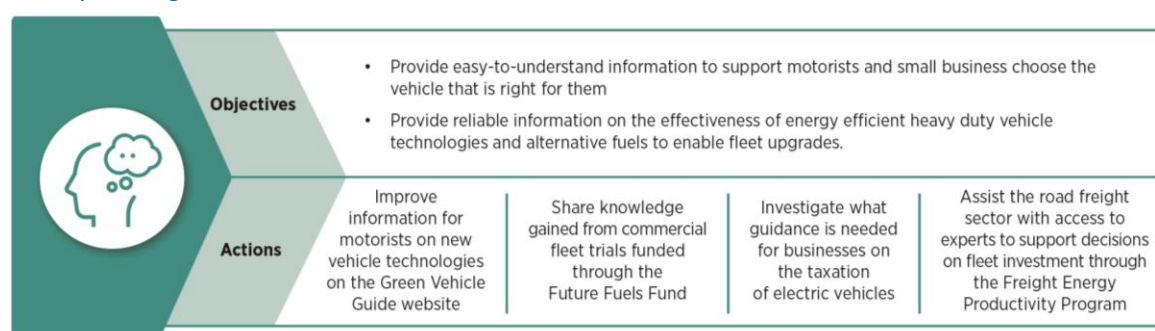 Objectives
• Provide easy-to-understand information to support motorists and small business choose the
vehicle that is right for them
• Provide reliable information on the effectiveness of energy efficient heavy duty vehicle
technologies and alternative fuels to enable fleet upgrades.
Actions
Improve
information for
motorists on new
vehicle technologies
on the Green Vehicle
Guide website
Share knowledge
gained from commercial
fleet trials funded
through the
Future Fuels Fund
Investigate what
guidance is needed
for businesses on
the taxation
of electric vehicles
Assist the road freight
sector with access to
experts to support decisions
on fleet investment through
the Freight Energy
Productivity Program